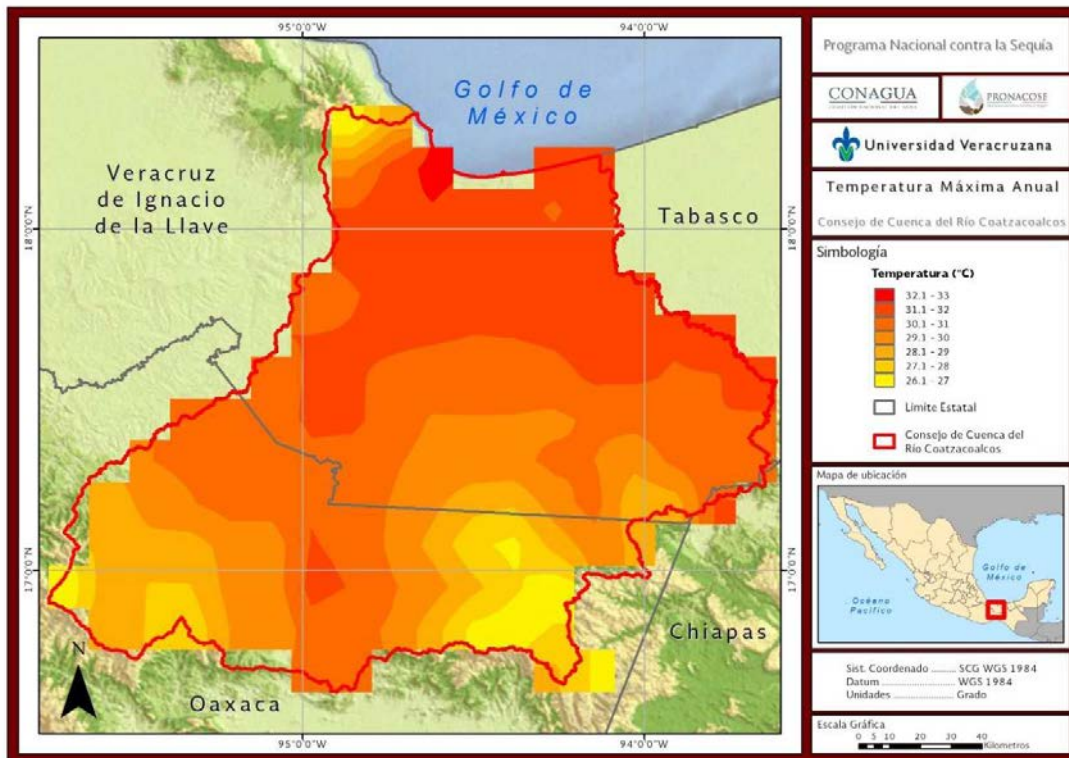 95°0'0"W
94°0'0"W
Golfo de
México
Veracruz
de Ignacio
de la Llave
Tabasco
18°0'0"N
18°0'0"N
17°0'0"N
17°0'0"N
Chiapas
N
Oaxaca
95°0'0"W
94°0'0"W
Programa Nacional contra la Sequía
CONAGUA
COMISIÓN NACIONAL DEL AGUA
PRONACOSE
Universidad Veracruzana
Temperatura Máxima Anual
Consejo de Cuenca del Río Coatzacoalcos
Simbología
Temperatura (°C)
32.1 - 33
31.1 - 32
30.1 - 31
29.1 - 30
28.1 - 29
27.1 - 28
26.1 - 27
Límite Estatal
Consejo de Cuenca del
Río Coatzacoalcos
Mapa de ubicación
Golfo de
México
Océano
Pacífico
Sist. Coordenado ........ SCG WGS 1984
Datum ............................ WGS 1984
Unidades ........................ Grado
Escala Gráfica
0 5 10 20 30 40
Kilometros